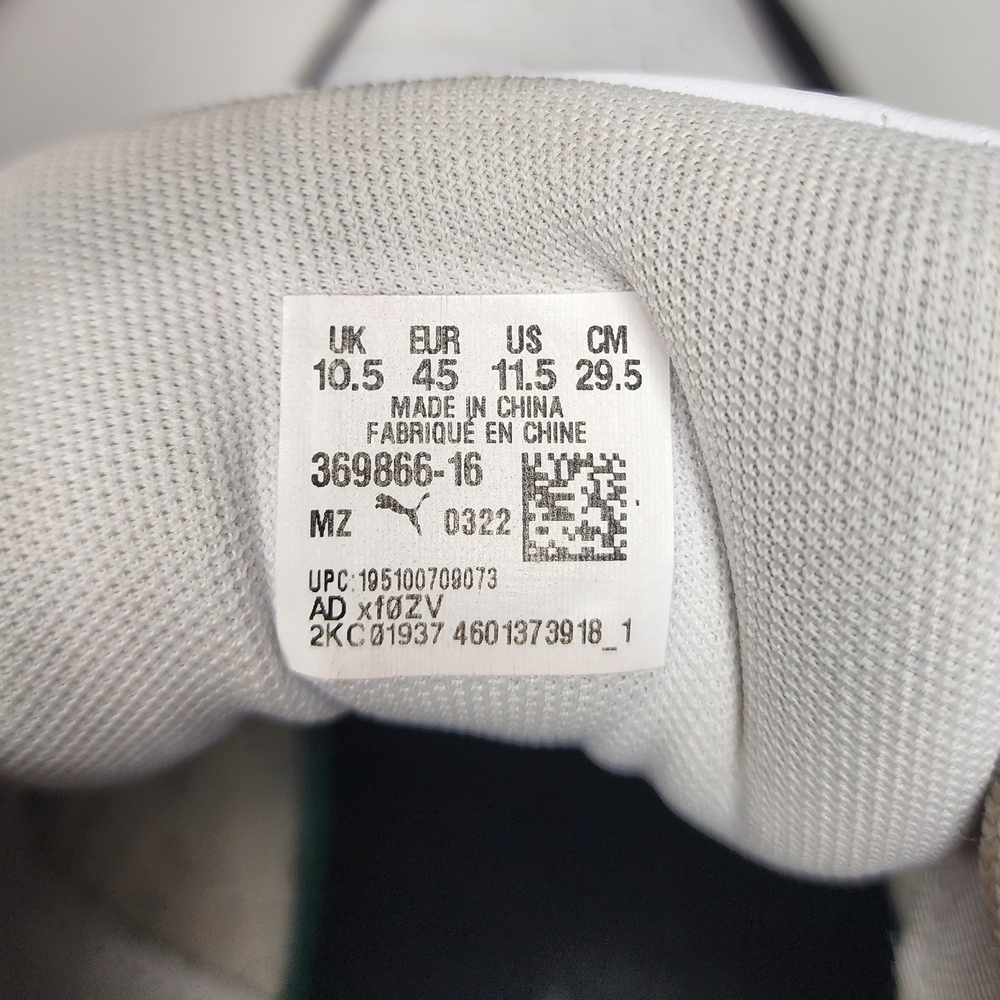 UK EUR US CM
10.5 45 11.5 29.5
MADE IN CHINA
FABRIQUÉ EN CHINE
369866-16
MZ 0322
UPC:195100709073
AD xf0ZV
2KC01937 4601373918_1